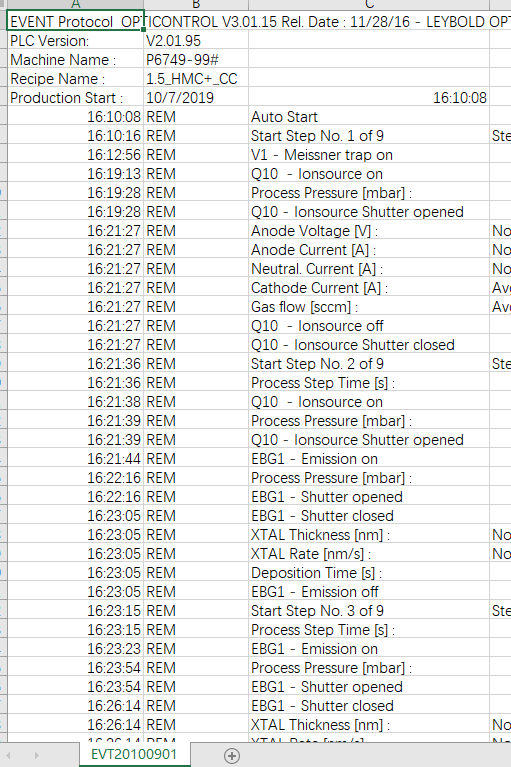 A B C
EVENT Protocol OPTICONTROL V3.01.15 Rel. Date : 11/28/16 - LEYBOLD OPT
PLC Version: V2.01.95
Machine Name : P6749-99#
Recipe Name : 1.5_HMC+_CC
Production Start : 10/7/2019 16:10:08
16:10:08 REM Auto Start
16:10:16 REM Start Step No. 1 of 9 Ste
16:12:56 REM V1 - Meissner trap on
16:19:13 REM Q10 - Ionsource on
16:19:28 REM Process Pressure [mbar] :
16:19:28 REM Q10 - Ionsource Shutter opened
16:21:27 REM Anode Voltage [V] : No
16:21:27 REM Anode Current [A] : No
16:21:27 REM Neutral. Current [A] : No
16:21:27 REM Cathode Current [A] : Av
16:21:27 REM Gas flow [sccm] : Av
16:21:27 REM Q10 - Ionsource off
16:21:27 REM Q10 - Ionsource Shutter closed
16:21:36 REM Start Step No. 2 of 9 Ste
16:21:36 REM Process Step Time [s] :
16:21:38 REM Q10 - Ionsource on
16:21:39 REM Process Pressure [mbar] :
16:21:39 REM Q10 - Ionsource Shutter opened
16:21:44 REM EBG1 - Emission on
16:22:16 REM Process Pressure [mbar] :
16:22:16 REM EBG1 - Shutter opened
16:23:05 REM EBG1 - Shutter closed
16:23:05 REM XTAL Thickness [nm] : No
16:23:05 REM XTAL Rate [nm/s] : No
16:23:05 REM Deposition Time [s] :
16:23:05 REM EBG1 - Emission off
16:23:15 REM Start Step No. 3 of 9 Ste
16:23:15 REM Process Step Time [s] :
16:23:23 REM EBG1 - Emission on
16:23:54 REM Process Pressure [mbar] :
16:23:54 REM EBG1 - Shutter opened
16:26:14 REM EBG1 - Shutter closed
16:26:14 REM XTAL Thickness [nm] : No
EVT20100901